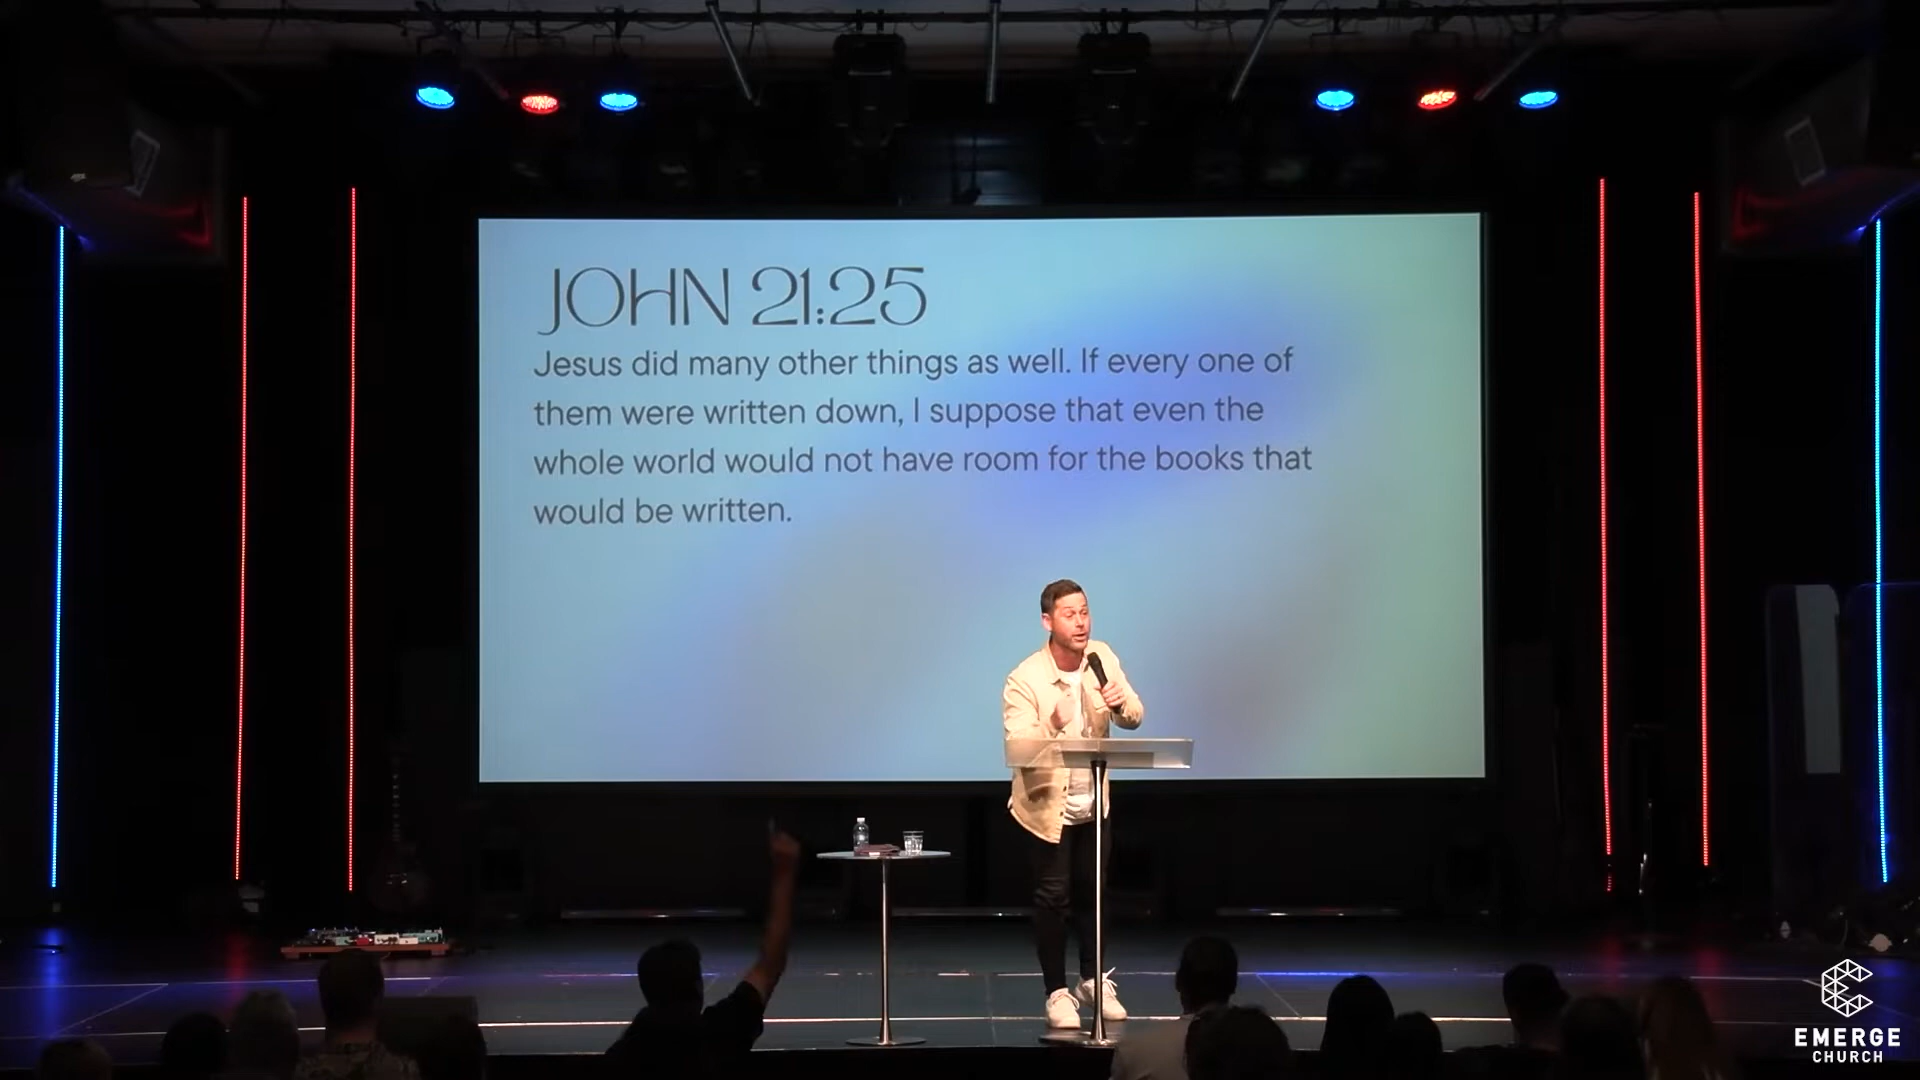 JOHN 21:25
Jesus did many other things as well. If every one of
them were written down, I suppose that even the
whole world would not have room for the books that
would be written.
EMERGE
CHURCH